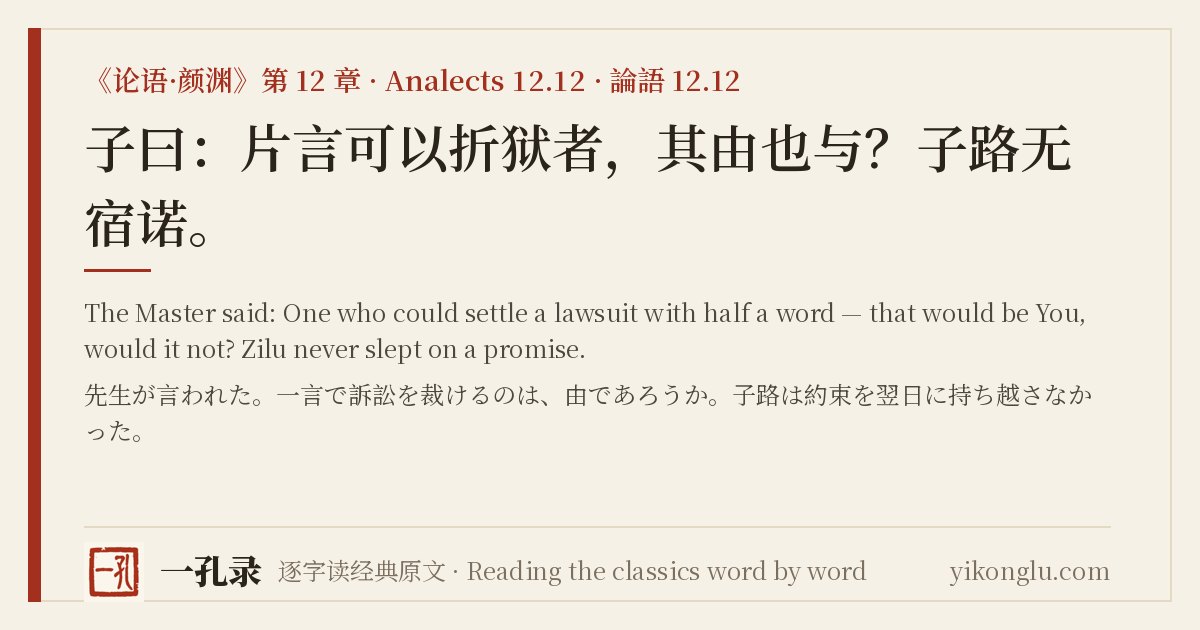 《论语·颜渊》第 12 章 · Analects 12.12 · 論語 12.12
子曰：片言可以折狱者，其由也与？子路无
宿诺。
The Master said: One who could settle a lawsuit with half a word — that would be You,
would it not? Zilu never slept on a promise.
先生が言われた。一言で訴訟を裁けるのは、由であろうか。子路は約束を翌日に持ち越さなか
った。
一孔
一孔录 逐字读经典原文 · Reading the classics word by word yikonglu.com